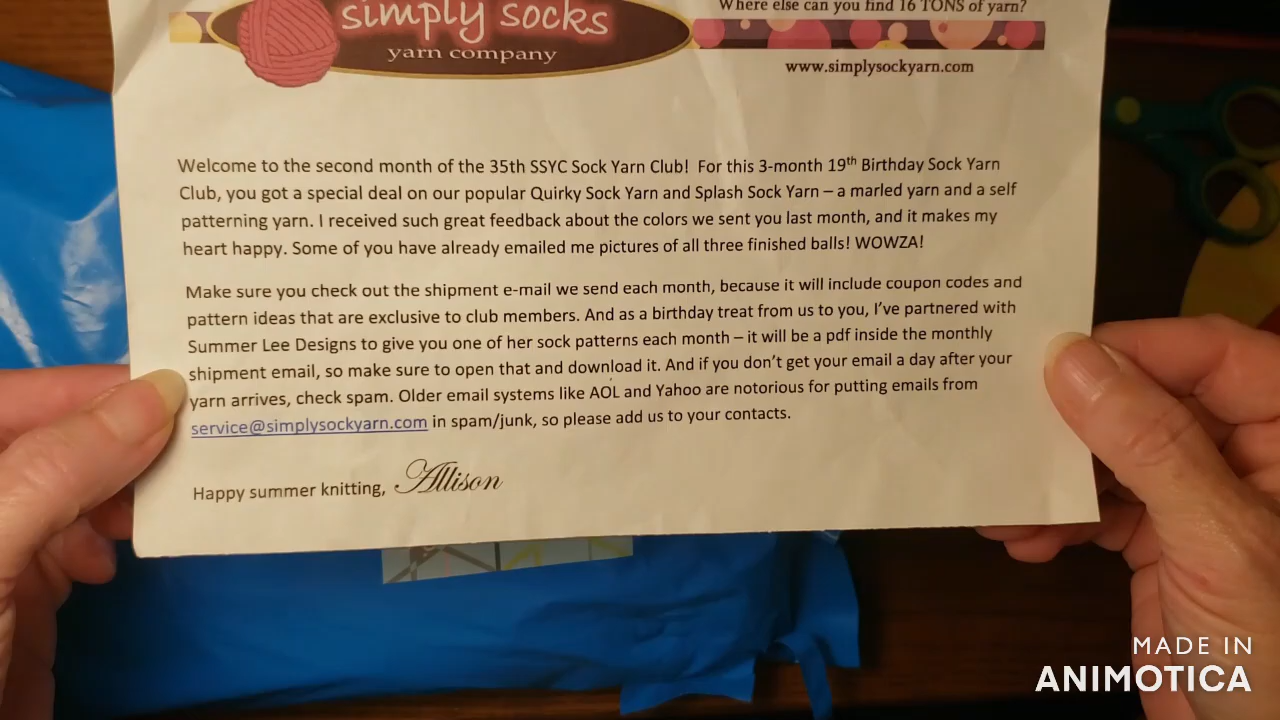 Where else can you find 16 TONS of yarn?
simply socks
yarn company
www.simplysockyarn.com
Welcome to the second month of the 35th SSYC Sock Yarn Club! For this 3-month 19th Birthday Sock Yarn
Club, you got a special deal on our popular Quirky Sock Yarn and Splash Sock Yarn – a marled yarn and a self
patterning yarn. I received such great feedback about the colors we sent you last month, and it makes my
heart happy. Some of you have already emailed me pictures of all three finished balls! WOWZA!
Make sure you check out the shipment e-mail we send each month, because it will include coupon codes and
pattern ideas that are exclusive to club members. And as a birthday treat from us to you, I've partnered with
Summer Lee Designs to give you one of her sock patterns each month – it will be a pdf inside the monthly
shipment email, so make sure to open that and download it. And if you don't get your email a day after your
yarn arrives, check spam. Older email systems like AOL and Yahoo are notorious for putting emails from
service@simplysockyarn.com in spam/junk, so please add us to your contacts.
Happy summer knitting, Allison
MADE IN
ANIMOTICA